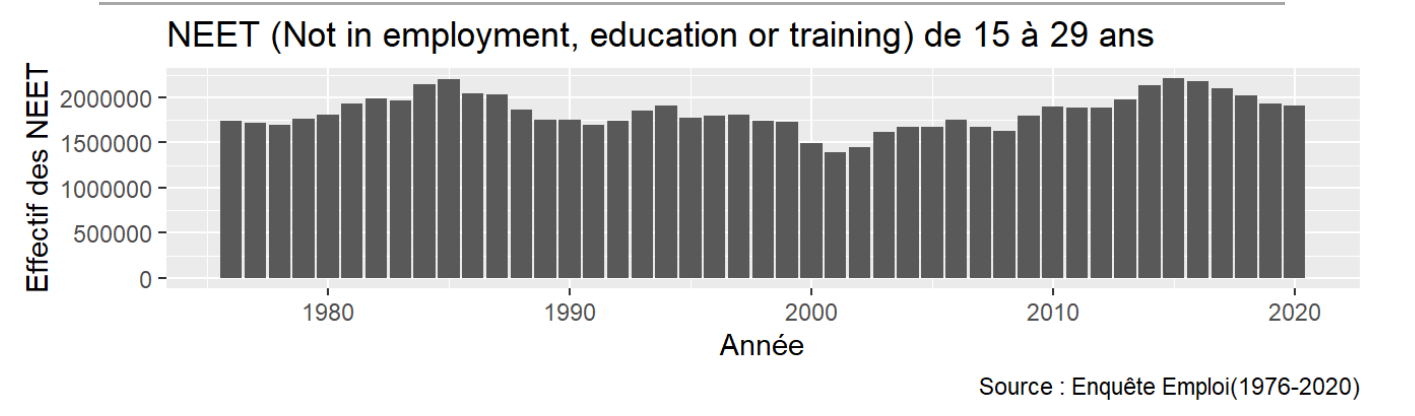 NEET (Not in employment, education or training) de 15 à 29 ans
Effectif des NEET
2000000
1500000
1000000
500000
0
1980 1990 2000 2010 2020
Année
Source : Enquête Emploi(1976-2020)